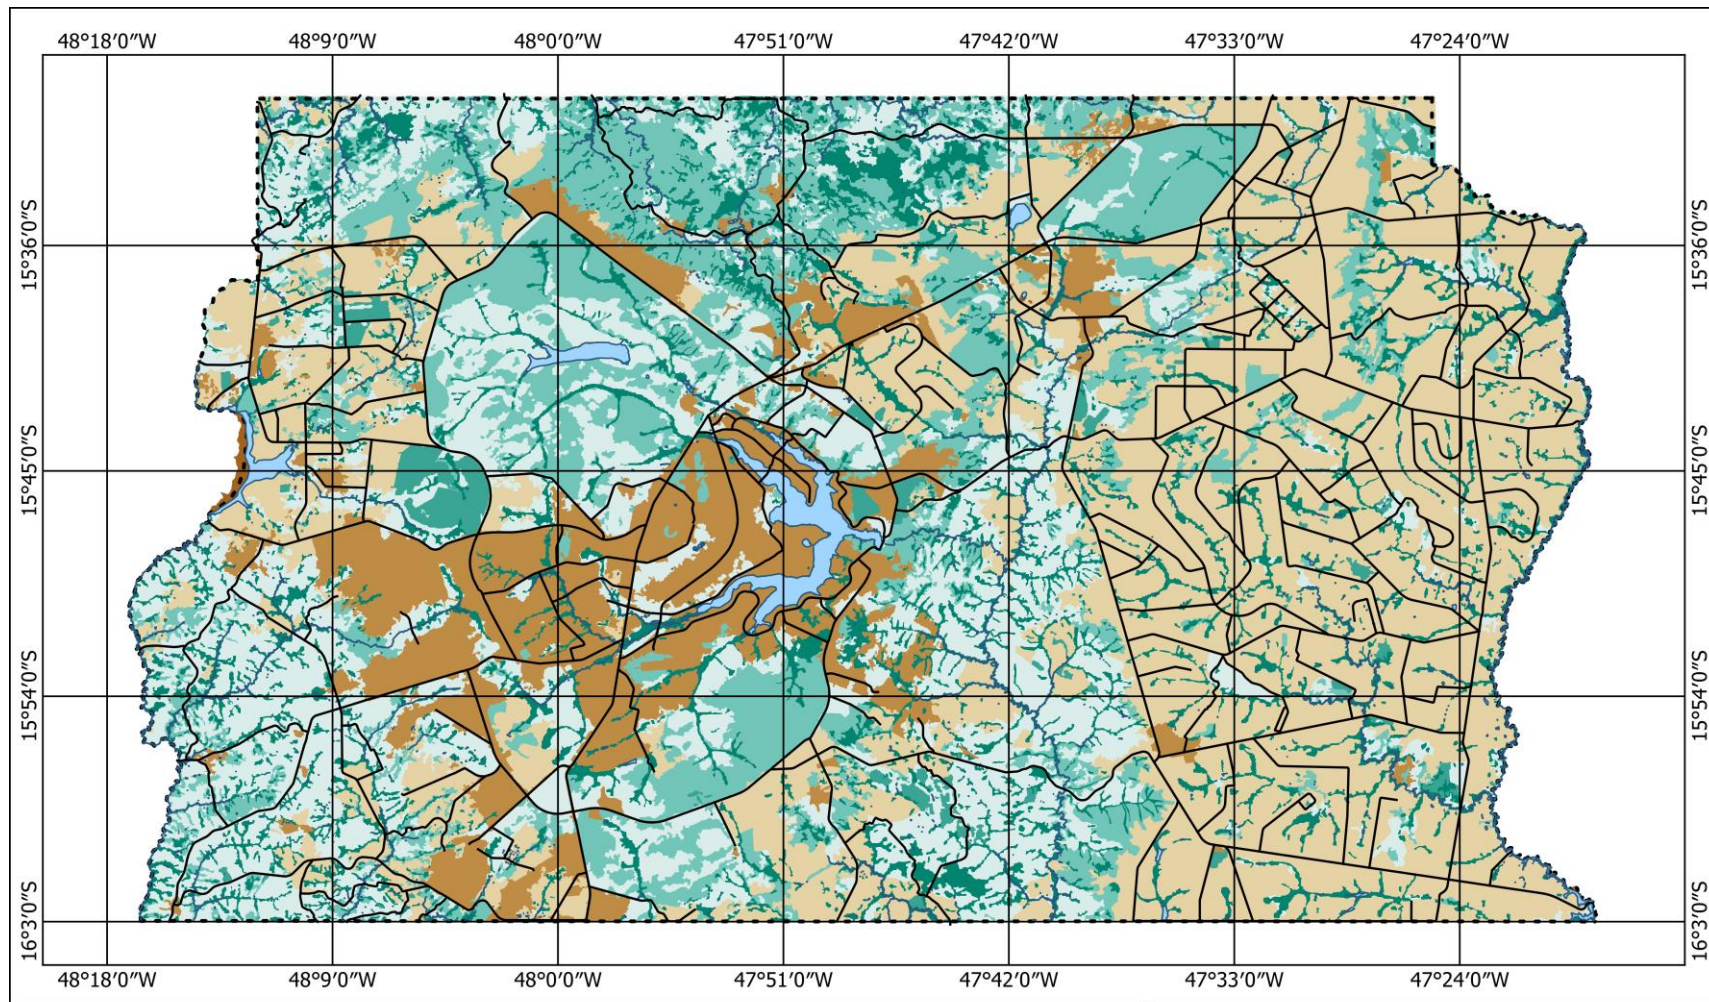 48°18′0″W 48°9′0″W 48°0′0″W 47°51′0″W 47°42′0″W 47°33′0″W 47°24′0″W
15°36′0″S 15°36′0″S
15°45′0″S 15°45′0″S
15°54′0″S 15°54′0″S
16°3′0″S 16°3′0″S
48°18′0″W 48°9′0″W 48°0′0″W 47°51′0″W 47°42′0″W 47°33′0″W 47°24′0″W